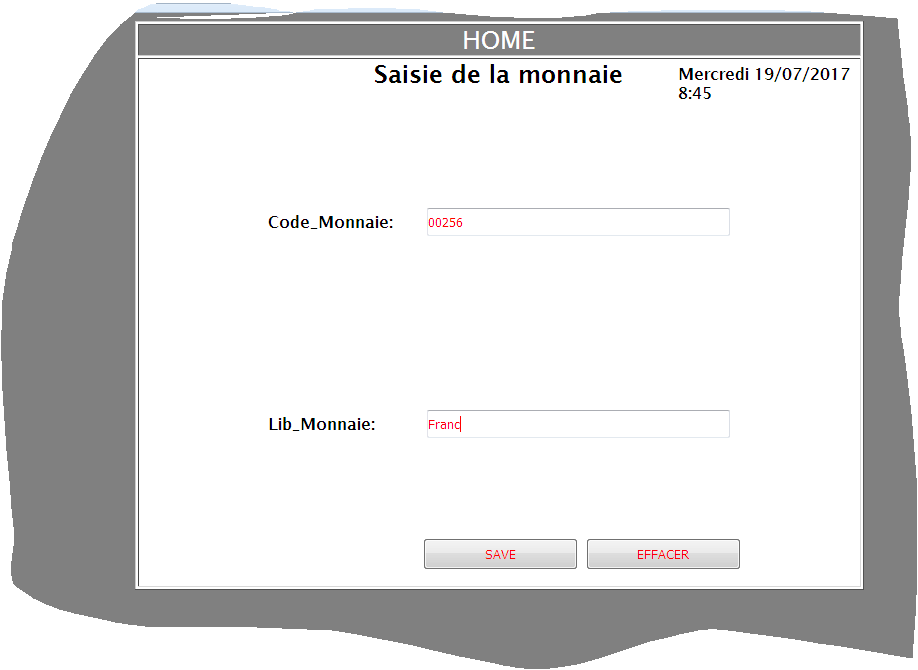 HOME
Saisie de la monnaie
Mercredi 19/07/2017
8:45
Code_Monnaie: 00256
Lib_Monnaie: Franc
SAVE EFFACER